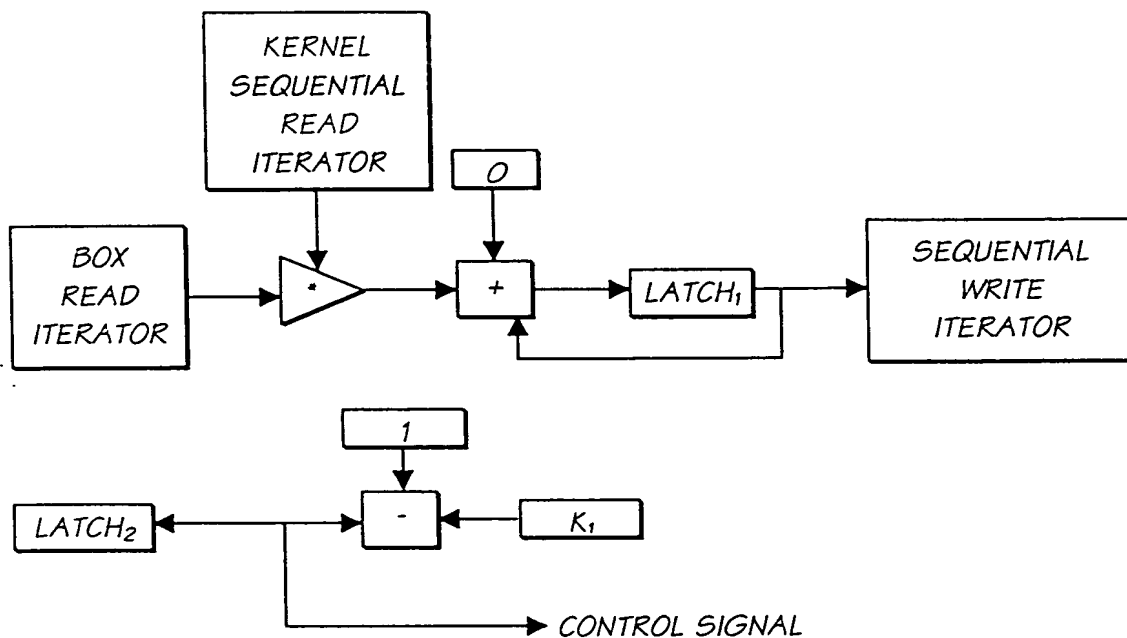 KERNEL
SEQUENTIAL
READ
ITERATOR
0
BOX
READ
ITERATOR
*
+
LATCH₁
SEQUENTIAL
WRITE
ITERATOR
1
LATCH₂
-
K₁
CONTROL SIGNAL